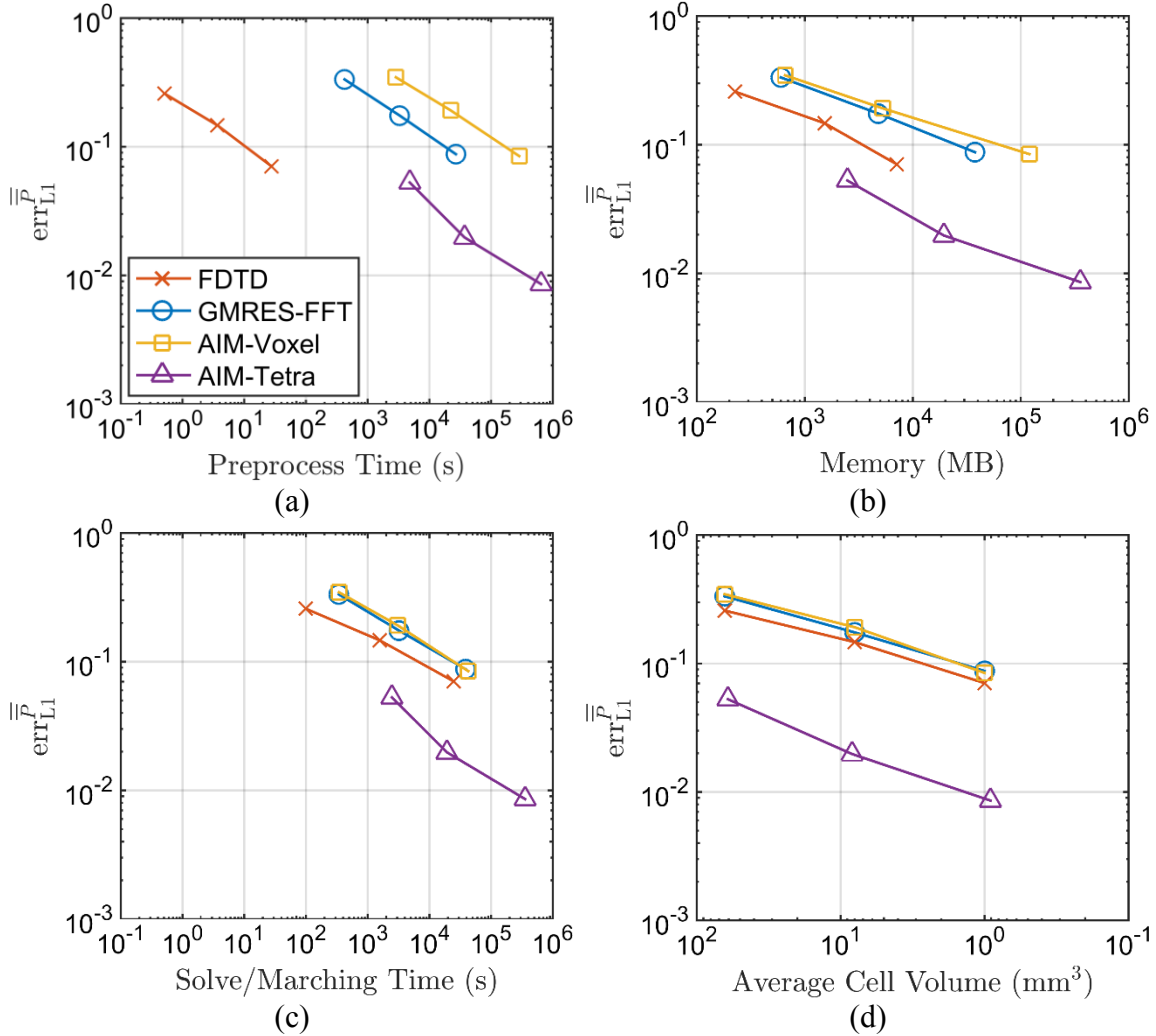 10^0
10^-1
10^-2
10^-3
err_L1^P
FDTD
GMRES-FFT
AIM-Voxel
AIM-Tetra
10^-1 10^0 10^1 10^2 10^3 10^4 10^5 10^6
Preprocess Time (s)
(a)
10^0
10^-1
10^-2
10^-3
err_L1^P
10^2 10^3 10^4 10^5 10^6
Memory (MB)
(b)
10^0
10^-1
10^-2
10^-3
err_L1^P
10^-1 10^0 10^1 10^2 10^3 10^4 10^5 10^6
Solve/Marching Time (s)
(c)
10^0
10^-1
10^-2
10^-3
err_L1^P
10^2 10^1 10^0 10^-1
Average Cell Volume (mm^3)
(d)